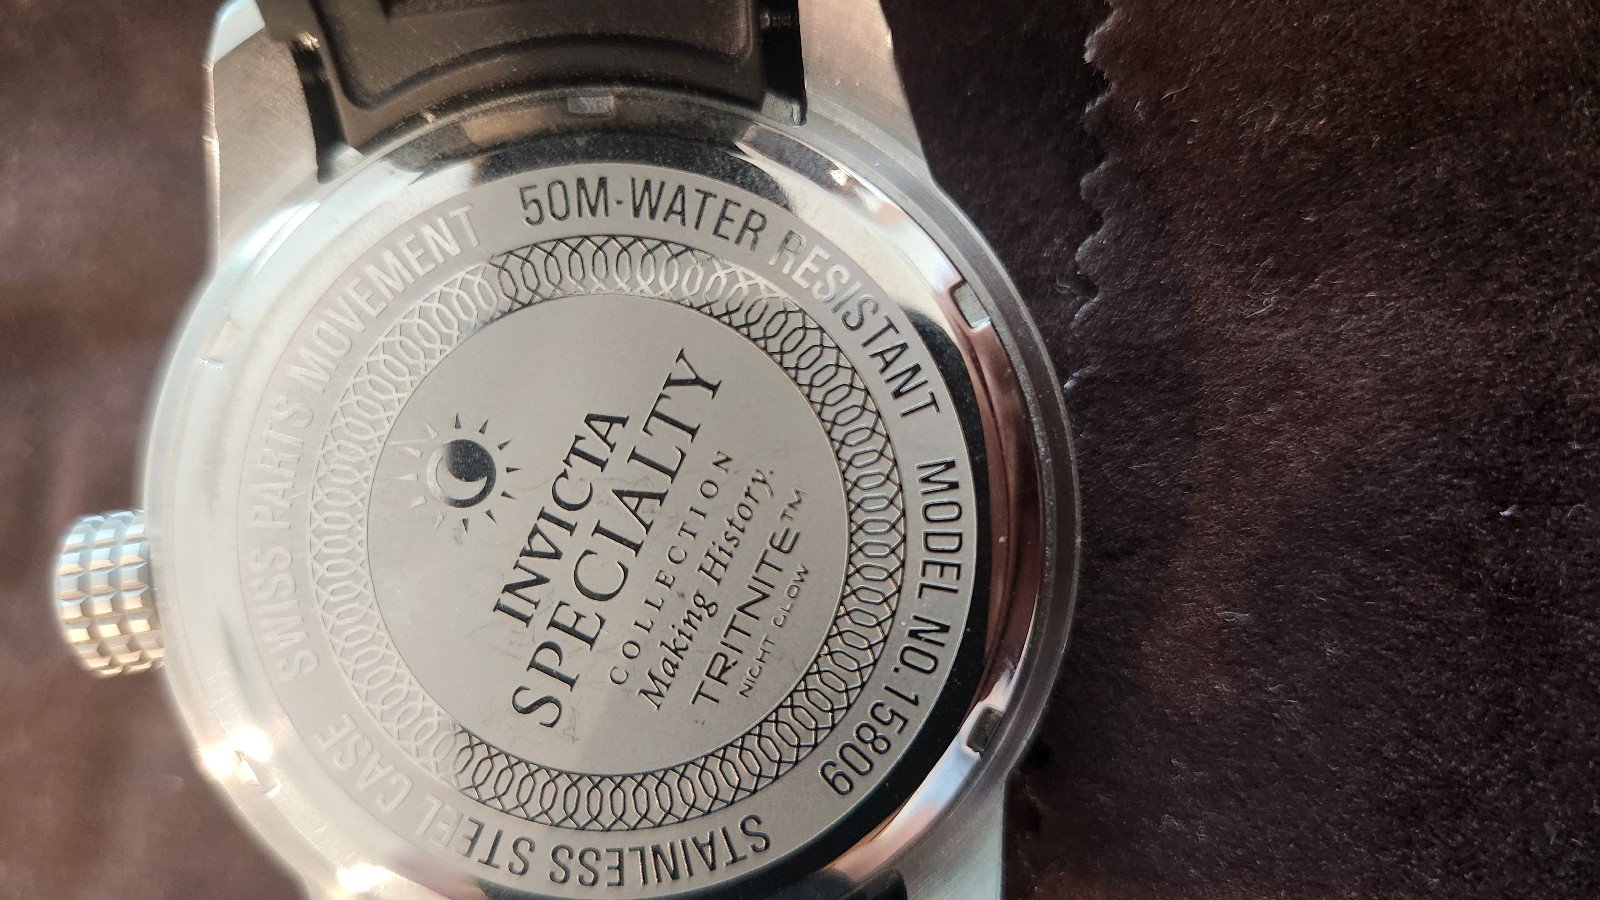 INVICTA
SPECIALTY
COLLECTION
Making History.
TRITNITE™
NIGHT GLOW
SWISS PARTS MOVEMENT
50M-WATER RESISTANT
MODEL NO.15809
STAINLESS STEEL CASE